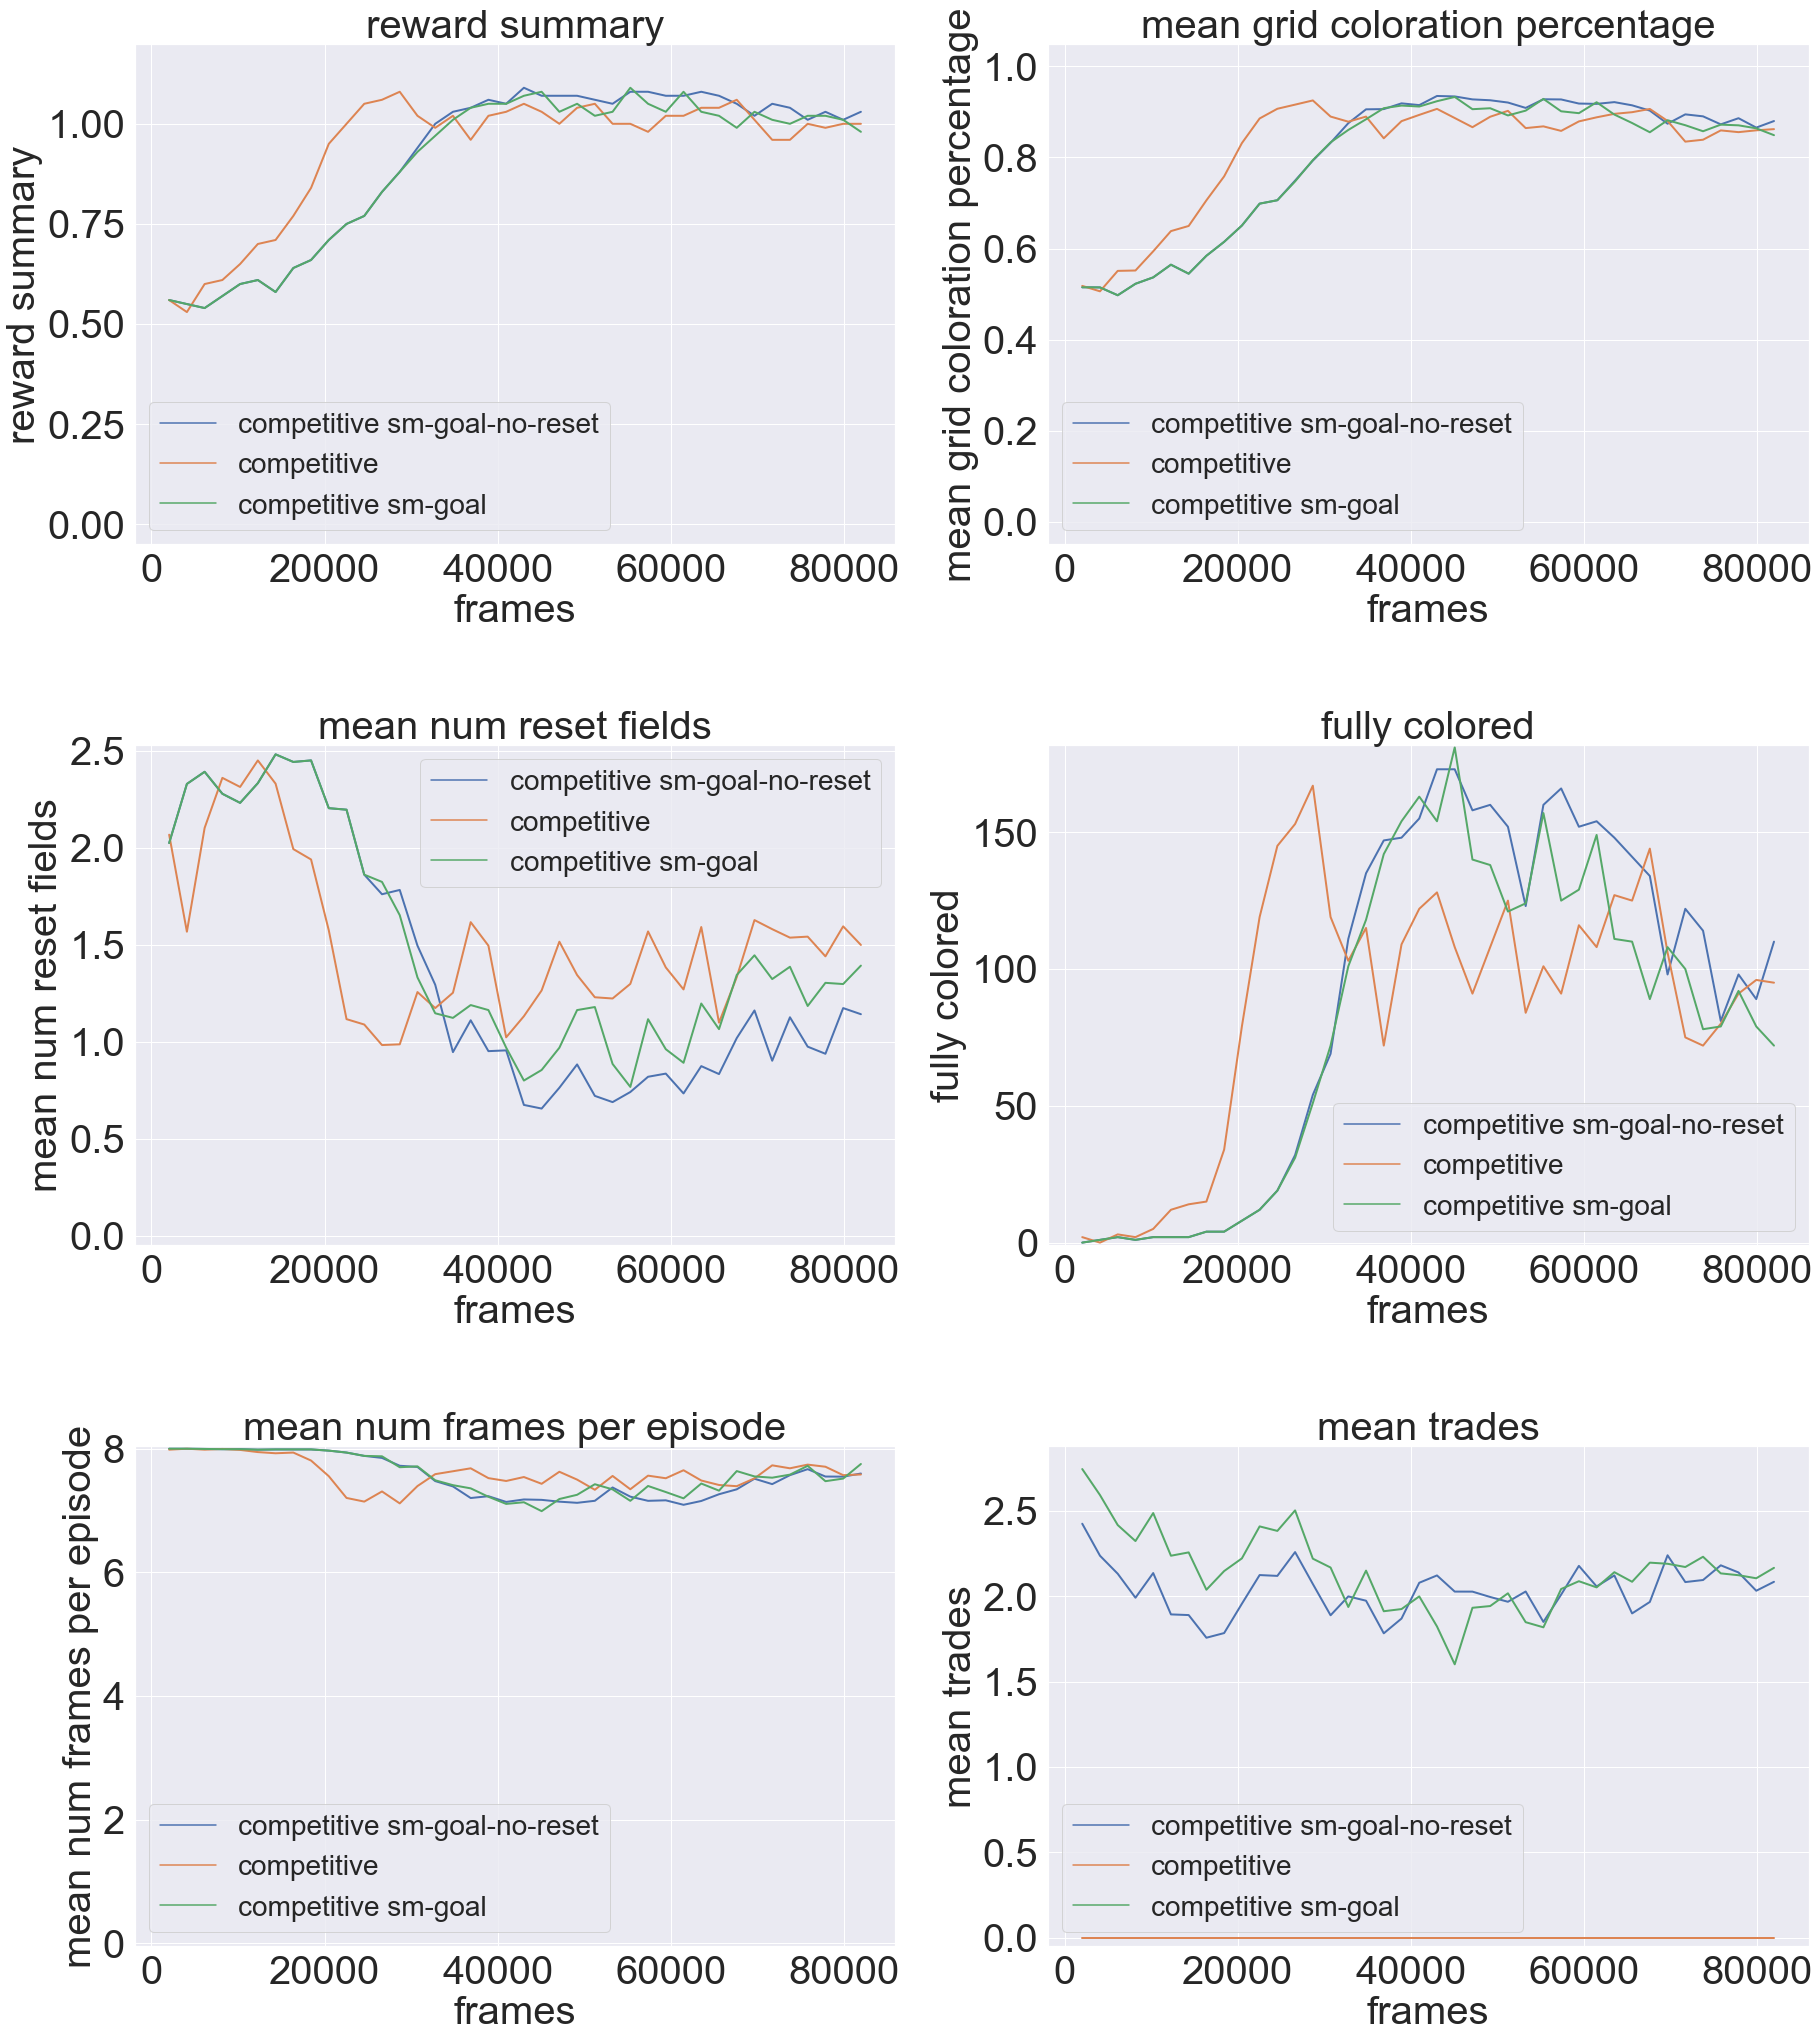 reward summary
reward summary
1.00
0.75
0.50
0.25
0.00
competitive sm-goal-no-reset
competitive
competitive sm-goal
0 20000 40000 60000 80000
frames
mean grid coloration percentage
mean grid coloration percentage
1.0
0.8
0.6
0.4
0.2
0.0
competitive sm-goal-no-reset
competitive
competitive sm-goal
0 20000 40000 60000 80000
frames
mean num reset fields
mean num reset fields
2.5
2.0
1.5
1.0
0.5
0.0
competitive sm-goal-no-reset
competitive
competitive sm-goal
0 20000 40000 60000 80000
frames
fully colored
fully colored
150
100
50
0
competitive sm-goal-no-reset
competitive
competitive sm-goal
0 20000 40000 60000 80000
frames
mean num frames per episode
mean num frames per episode
8
6
4
2
0
competitive sm-goal-no-reset
competitive
competitive sm-goal
0 20000 40000 60000 80000
frames
mean trades
mean trades
2.5
2.0
1.5
1.0
0.5
0.0
competitive sm-goal-no-reset
competitive
competitive sm-goal
0 20000 40000 60000 80000
frames